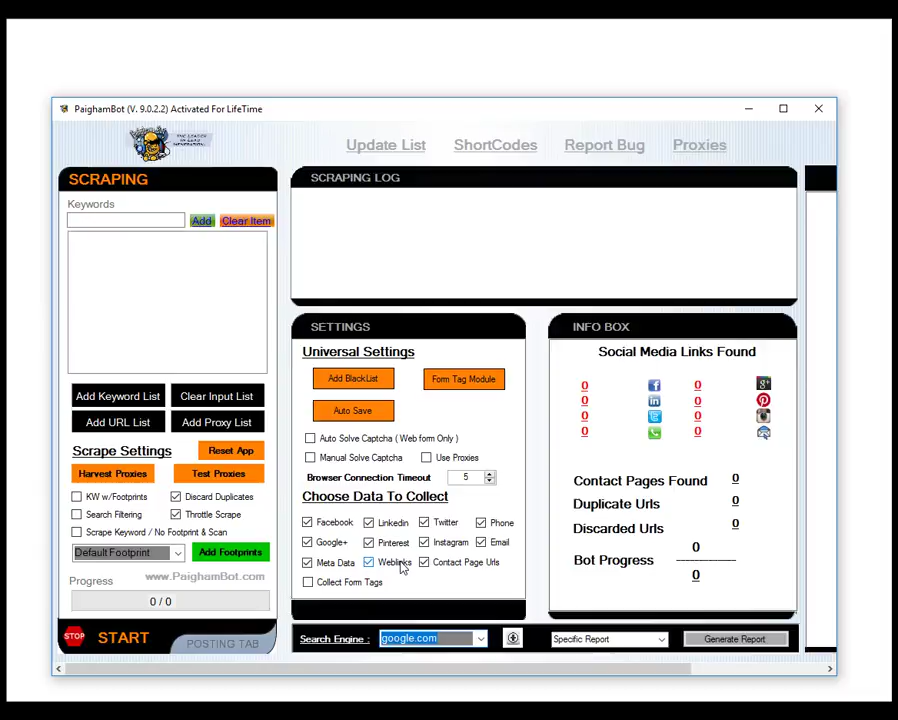 PaighamBot (V. 9.0.2.2) Activated For LifeTime
Update List ShortCodes Report Bug Proxies
SCRAPING
Keywords
Add Clear Item
Add Keyword List Clear Input List
Add URL List Add Proxy List
Scrape Settings Reset App
Harvest Proxies Test Proxies
KW w/Footprints Discard Duplicates
Search Filtering Throttle Scrape
Scrape Keyword / No Footprint & Scan
Default Footprint Add Footprints
www.PaighamBot.com
Progress
0 / 0
STOP START POSTING TAB
SCRAPING LOG
SETTINGS
Universal Settings
Add BlackList Form Tag Module
Auto Save
Auto Solve Captcha ( Web form Only )
Manual Solve Captcha Use Proxies
Browser Connection Timeout 5
Choose Data To Collect
Facebook Linkedin Twitter Phone
Google+ Pinterest Instagram Email
Meta Data Weblinks Contact Page Urls
Collect Form Tags
Search Engine : google.com Specific Report Generate Report
INFO BOX
Social Media Links Found
0 0
0 0
0 0
0 0
Contact Pages Found 0
Duplicate Urls 0
Discarded Urls 0
0
Bot Progress
0